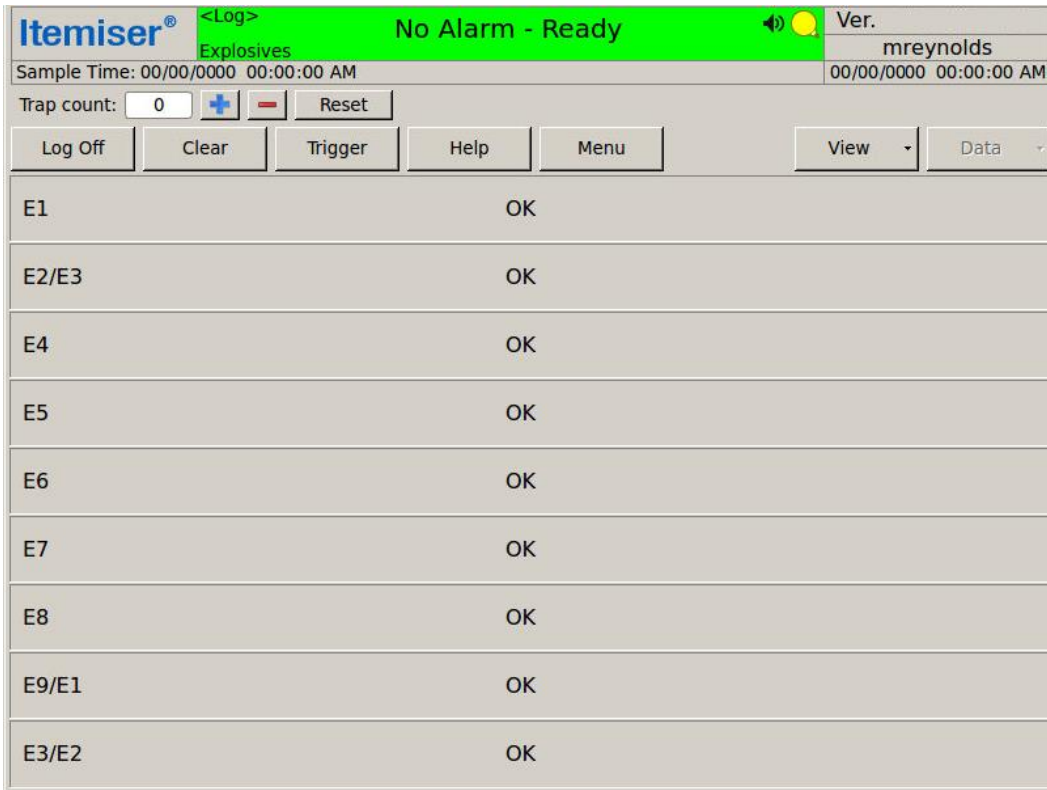 Itemiser® <Log> No Alarm - Ready Ver.
Explosives mreynolds
Sample Time: 00/00/0000 00:00:00 AM 00/00/0000 00:00:00 AM
Trap count: 0 Reset
Log Off Clear Trigger Help Menu View Data
E1 OK
E2/E3 OK
E4 OK
E5 OK
E6 OK
E7 OK
E8 OK
E9/E1 OK
E3/E2 OK